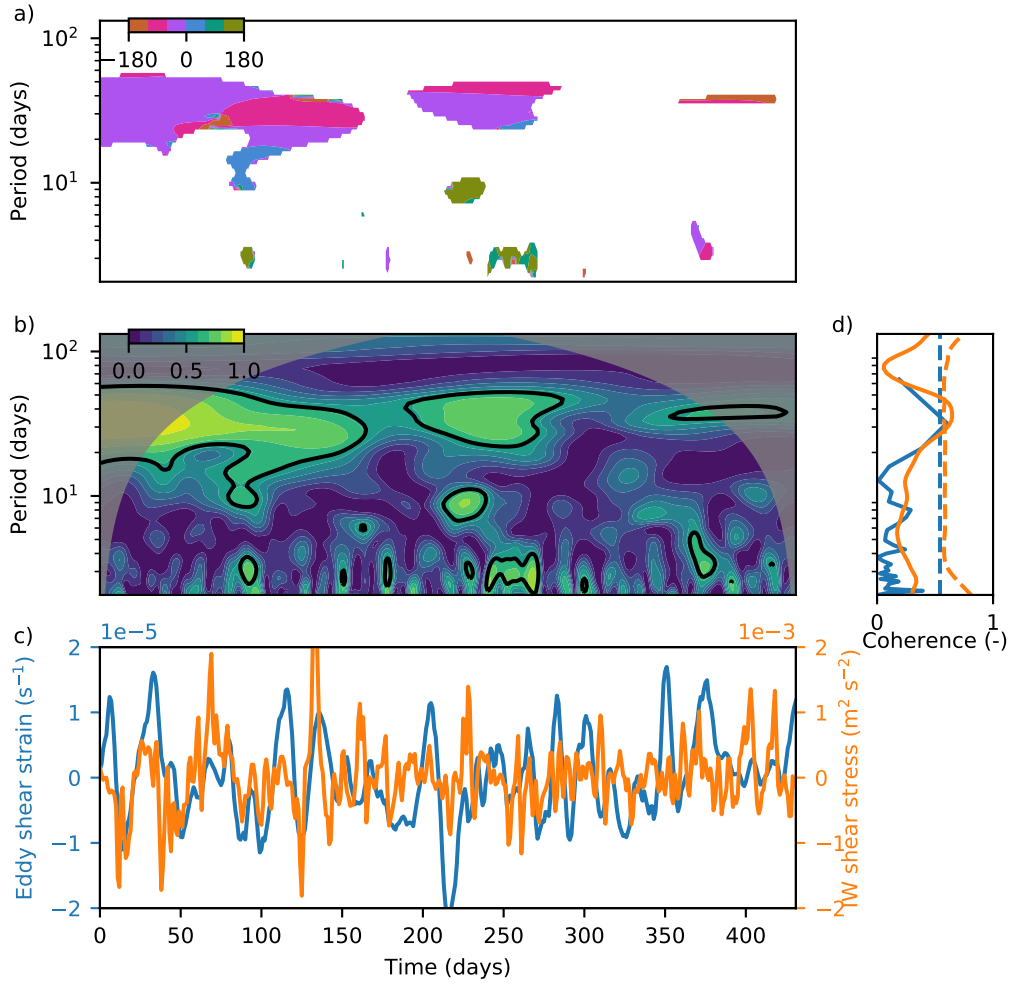 a)
−180 0 180
10²
10¹
Period (days)
b)
0.0 0.5 1.0
10²
10¹
Period (days)
d)
0 1
Coherence (-)
c)
1e−5
1e−3
2
1
0
−1
−2
Eddy shear strain (s⁻¹)
2
1
0
−1
−2
IW shear stress (m² s⁻²)
0 50 100 150 200 250 300 350 400
Time (days)